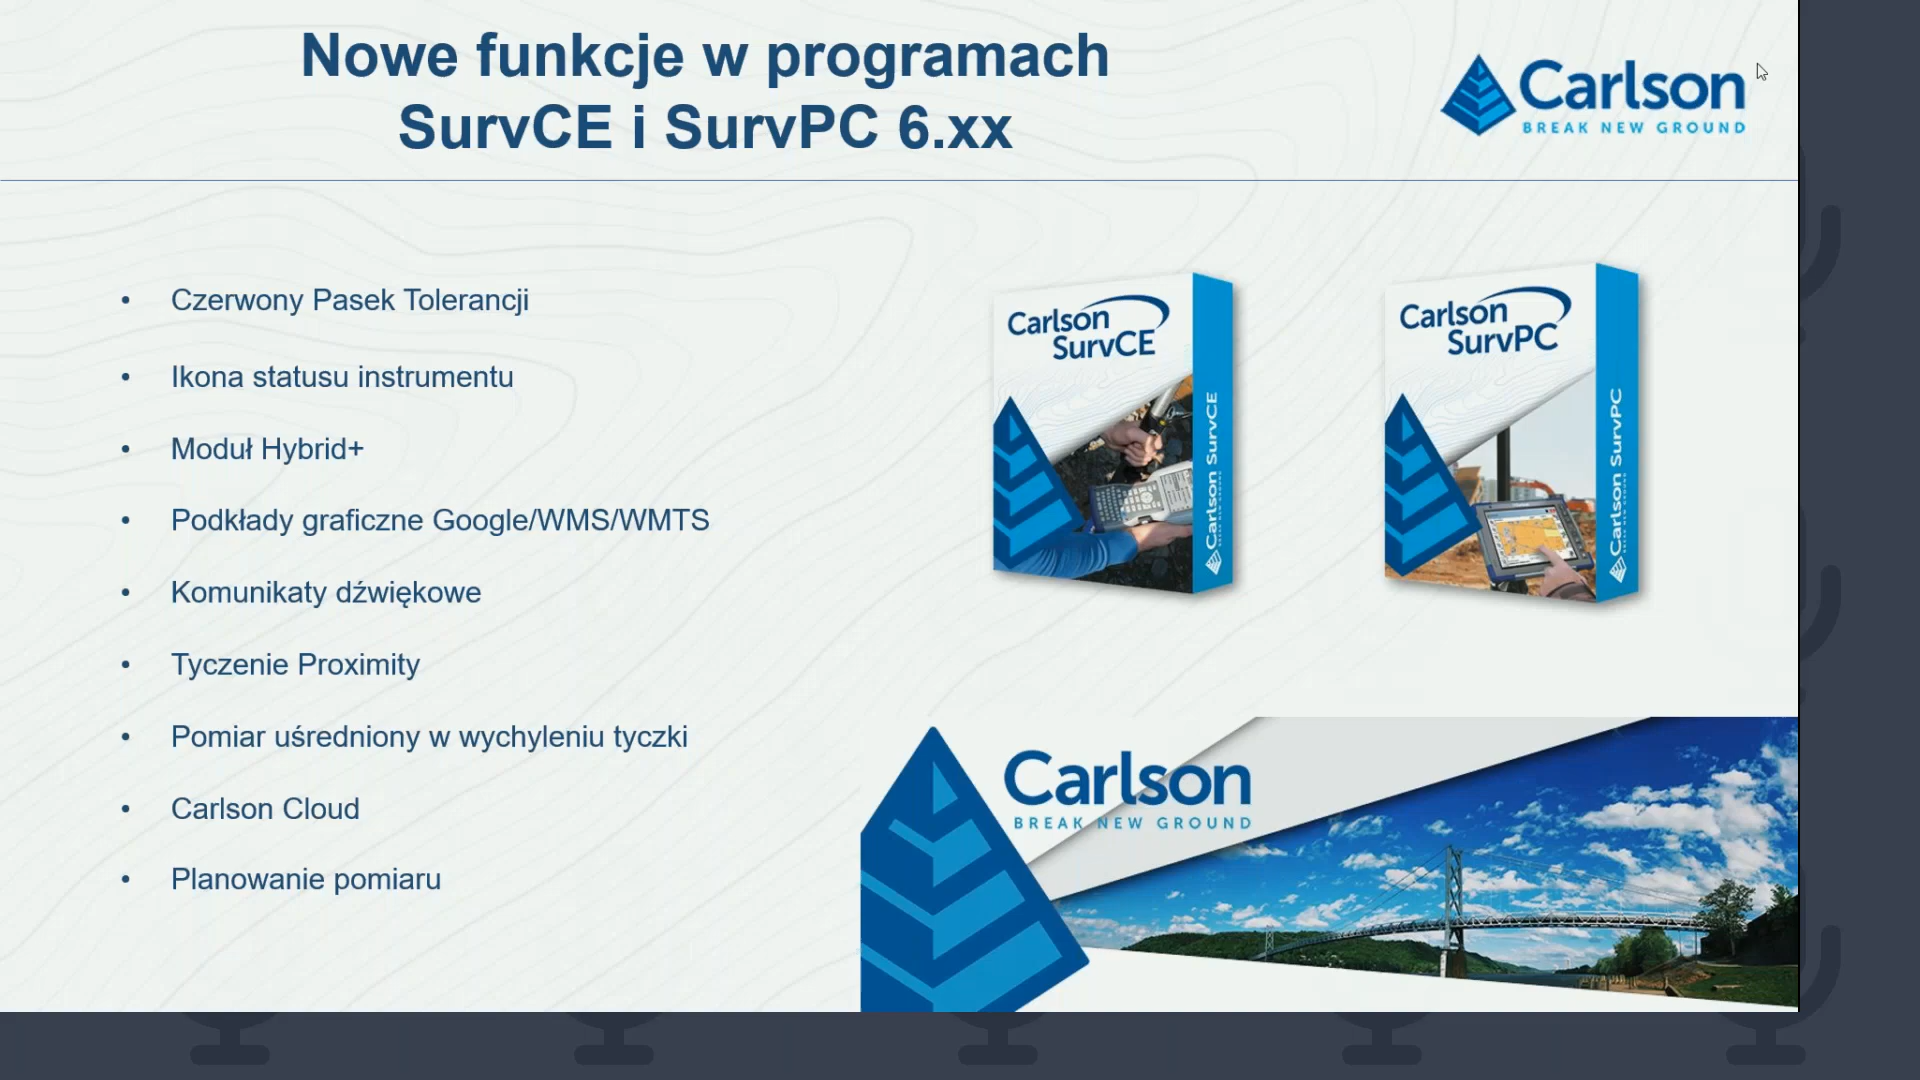 Nowe funkcje w programach
SurvCE i SurvPC 6.xx
Carlson
BREAK NEW GROUND
• Czerwony Pasek Tolerancji
• Ikona statusu instrumentu
• Moduł Hybrid+
• Podkłady graficzne Google/WMS/WMTS
• Komunikaty dźwiękowe
• Tyczenie Proximity
• Pomiar uśredniony w wychyleniu tyczki
• Carlson Cloud
• Planowanie pomiaru
Carlson
SurvCE
Carlson SurvCE
Carlson
SurvPC
Carlson SurvPC
Carlson
BREAK NEW GROUND